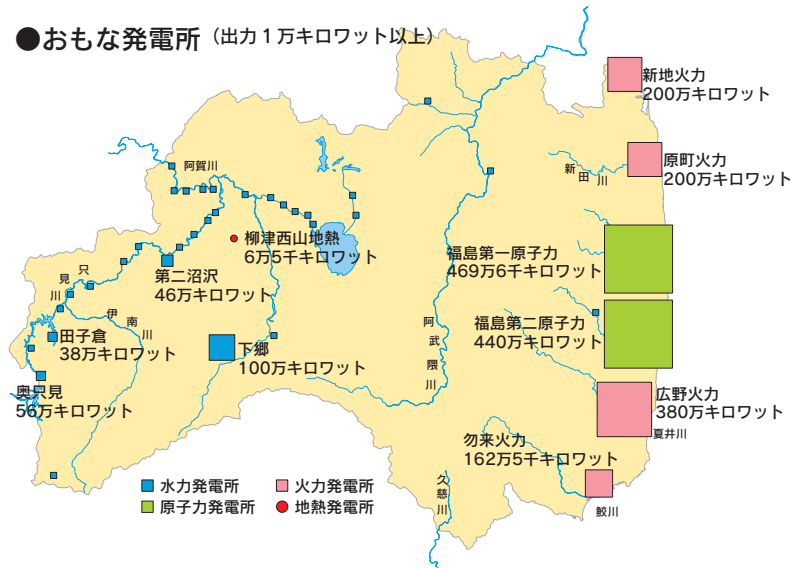 ●おもな発電所（出力１万キロワット以上）
新地火力
200万キロワット
原町火力
200万キロワット
新田川
阿賀川
柳津西山地熱
6万5千キロワット
福島第一原子力
469万6千キロワット
第二沼沢
46万キロワット
只見川
伊南川
福島第二原子力
440万キロワット
阿武隈川
田子倉
38万キロワット
下郷
100万キロワット
奥只見
56万キロワット
広野火力
380万キロワット
夏井川
勿来火力
162万5千キロワット
久慈川
鮫川
水力発電所
火力発電所
原子力発電所
地熱発電所